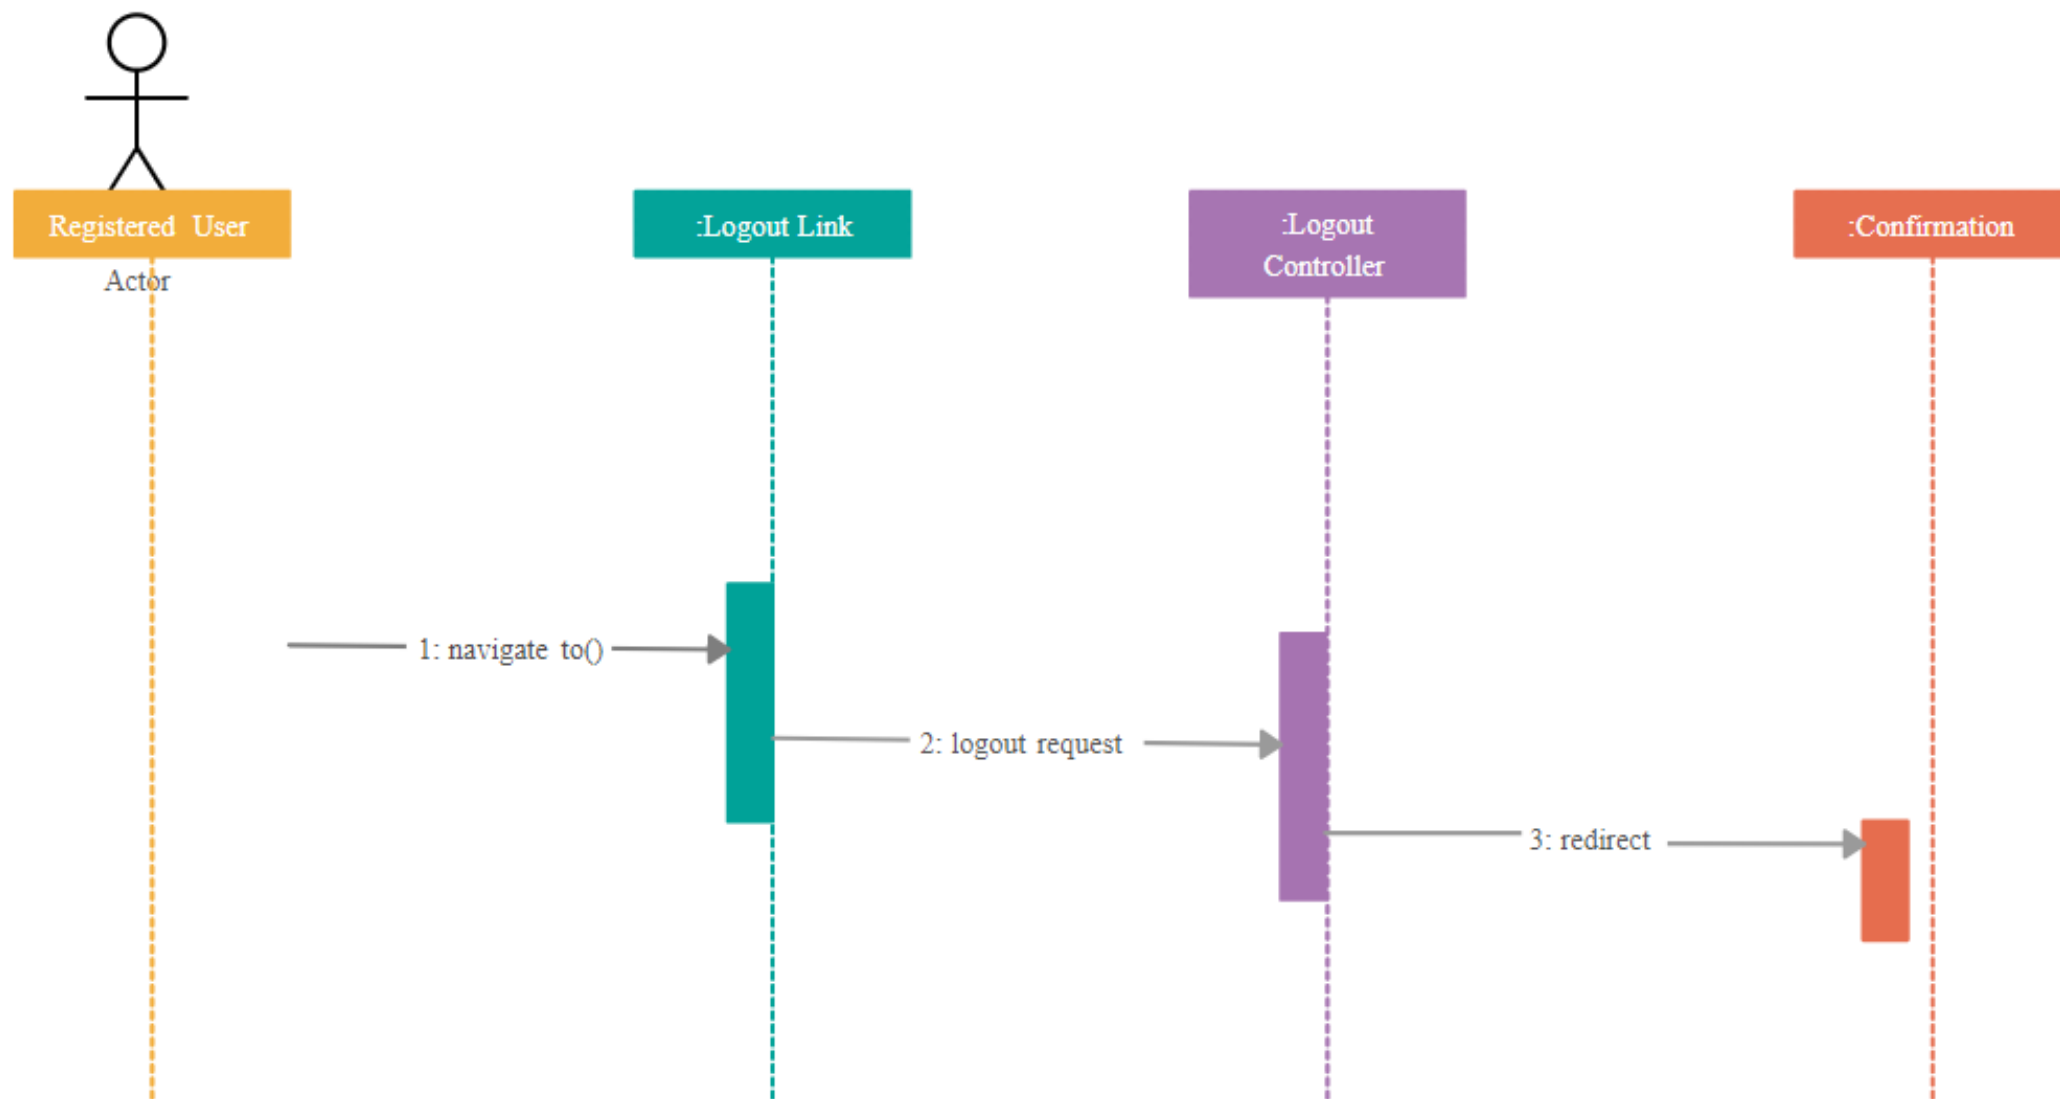 Registered User
:Logout Link
:Logout
Controller
:Confirmation
Actor
1: navigate to()
2: logout request
3: redirect